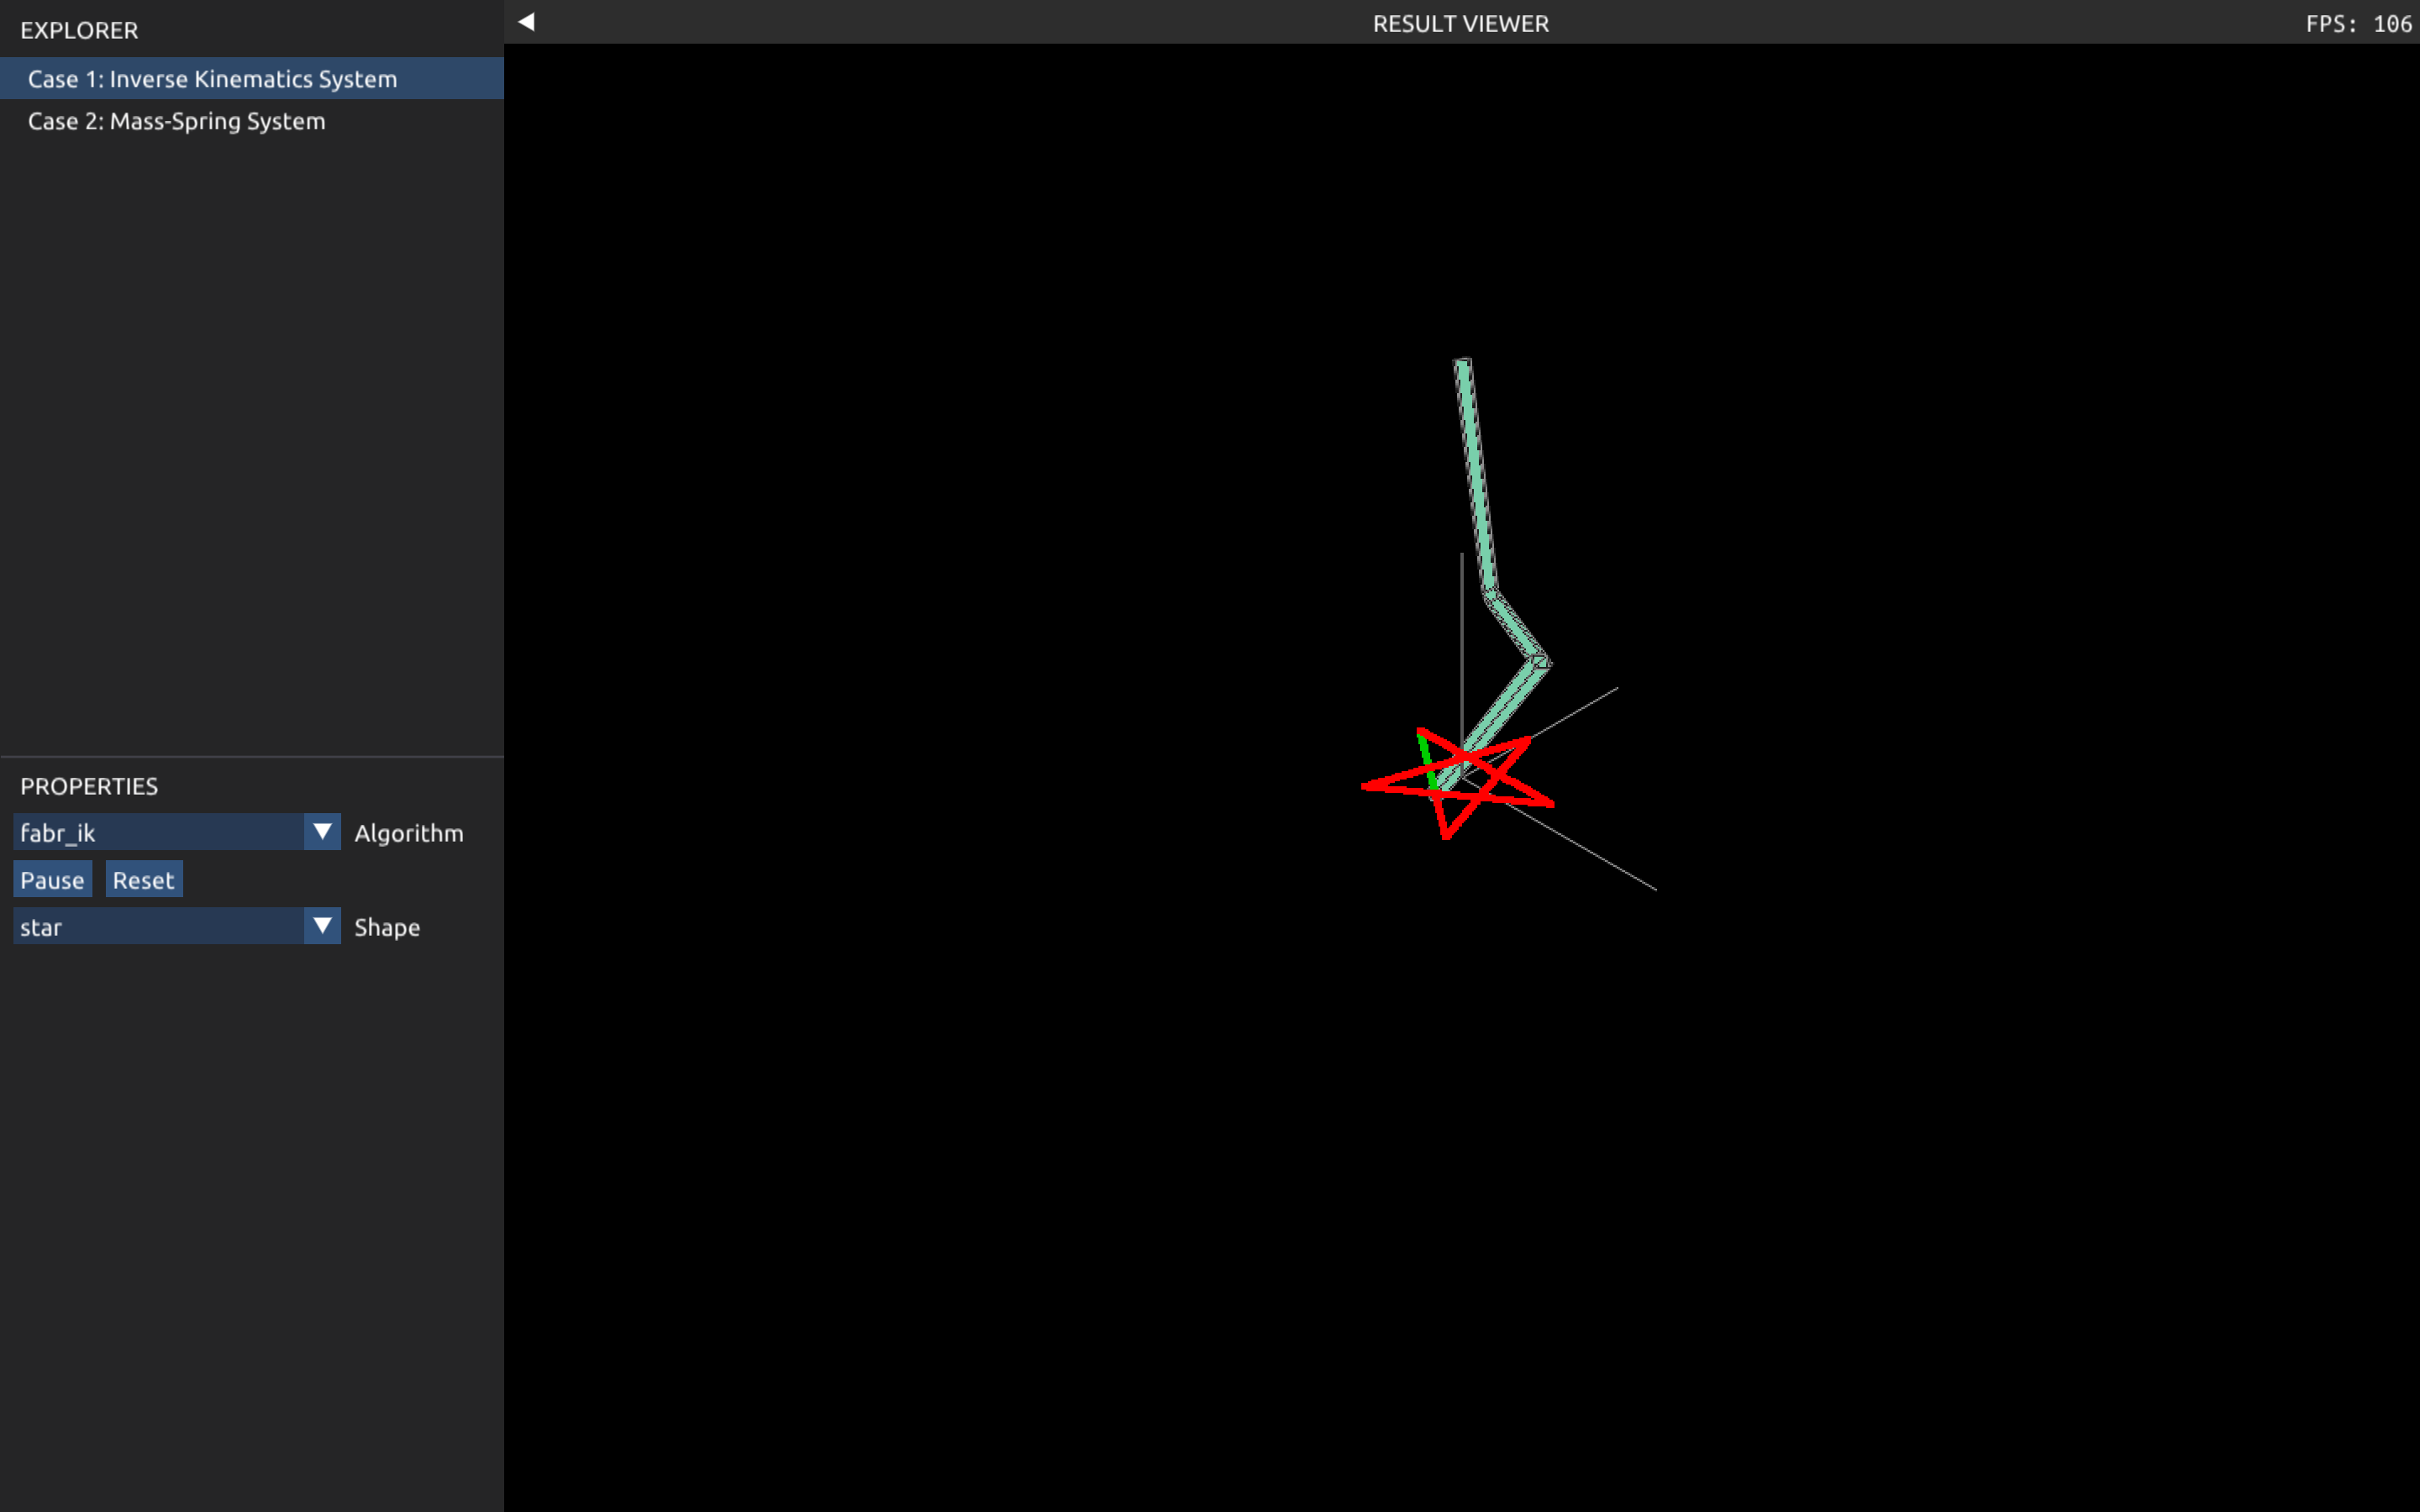 EXPLORER
Case 1: Inverse Kinematics System
Case 2: Mass-Spring System
PROPERTIES
fabr_ik Algorithm
Pause Reset
star Shape
RESULT VIEWER
FPS: 106